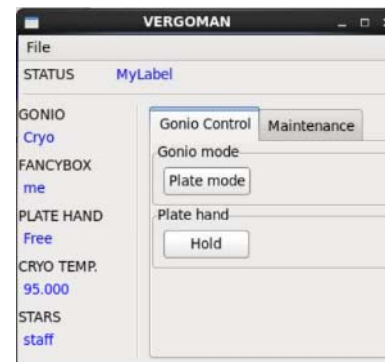 VERGOMAN
File
STATUS MyLabel
GONIO
Cryo
FANCYBOX
me
PLATE HAND
Free
CRYO TEMP.
95.000
STARS
staff
Gonio Control Maintenance
Gonio mode
Plate mode
Plate hand
Hold